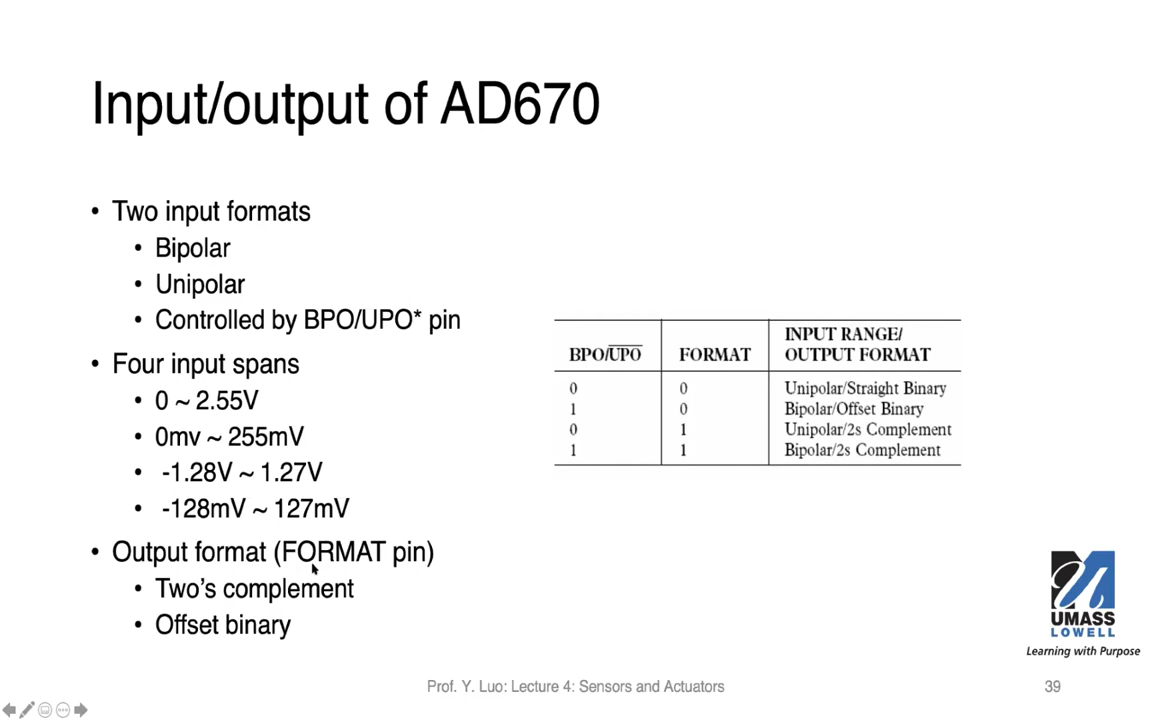 Input/output of AD670
• Two input formats
• Bipolar
• Unipolar
• Controlled by BPO/UPO* pin
• Four input spans
• 0 ~ 2.55V
• 0mv ~ 255mV
• -1.28V ~ 1.27V
• -128mV ~ 127mV
• Output format (FORMAT pin)
• Two’s complement
• Offset binary
BPO/U̅P̅O̅ FORMAT INPUT RANGE/
OUTPUT FORMAT
0 0 Unipolar/Straight Binary
1 0 Bipolar/Offset Binary
0 1 Unipolar/2s Complement
1 1 Bipolar/2s Complement
UMASS
LOWELL
Learning with Purpose
Prof. Y. Luo: Lecture 4: Sensors and Actuators
39